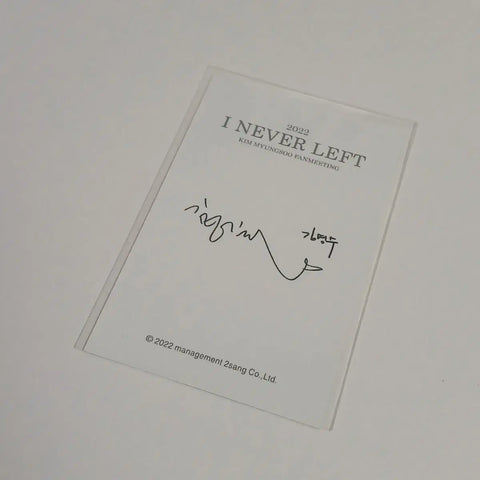 2022
I NEVER LEFT
KIM MYUNGSOO FANMEETING
김명수
© 2022 management 2sang Co.,Ltd.